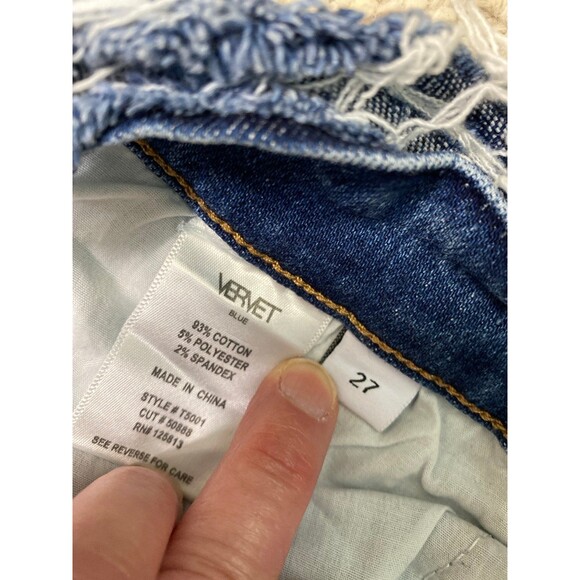 VERVET
BLUE
93% COTTON
5% POLYESTER
2% SPANDEX
MADE IN CHINA
STYLE # T5001
CUT # 50888
RN# 125813
SEE REVERSE FOR CARE
27